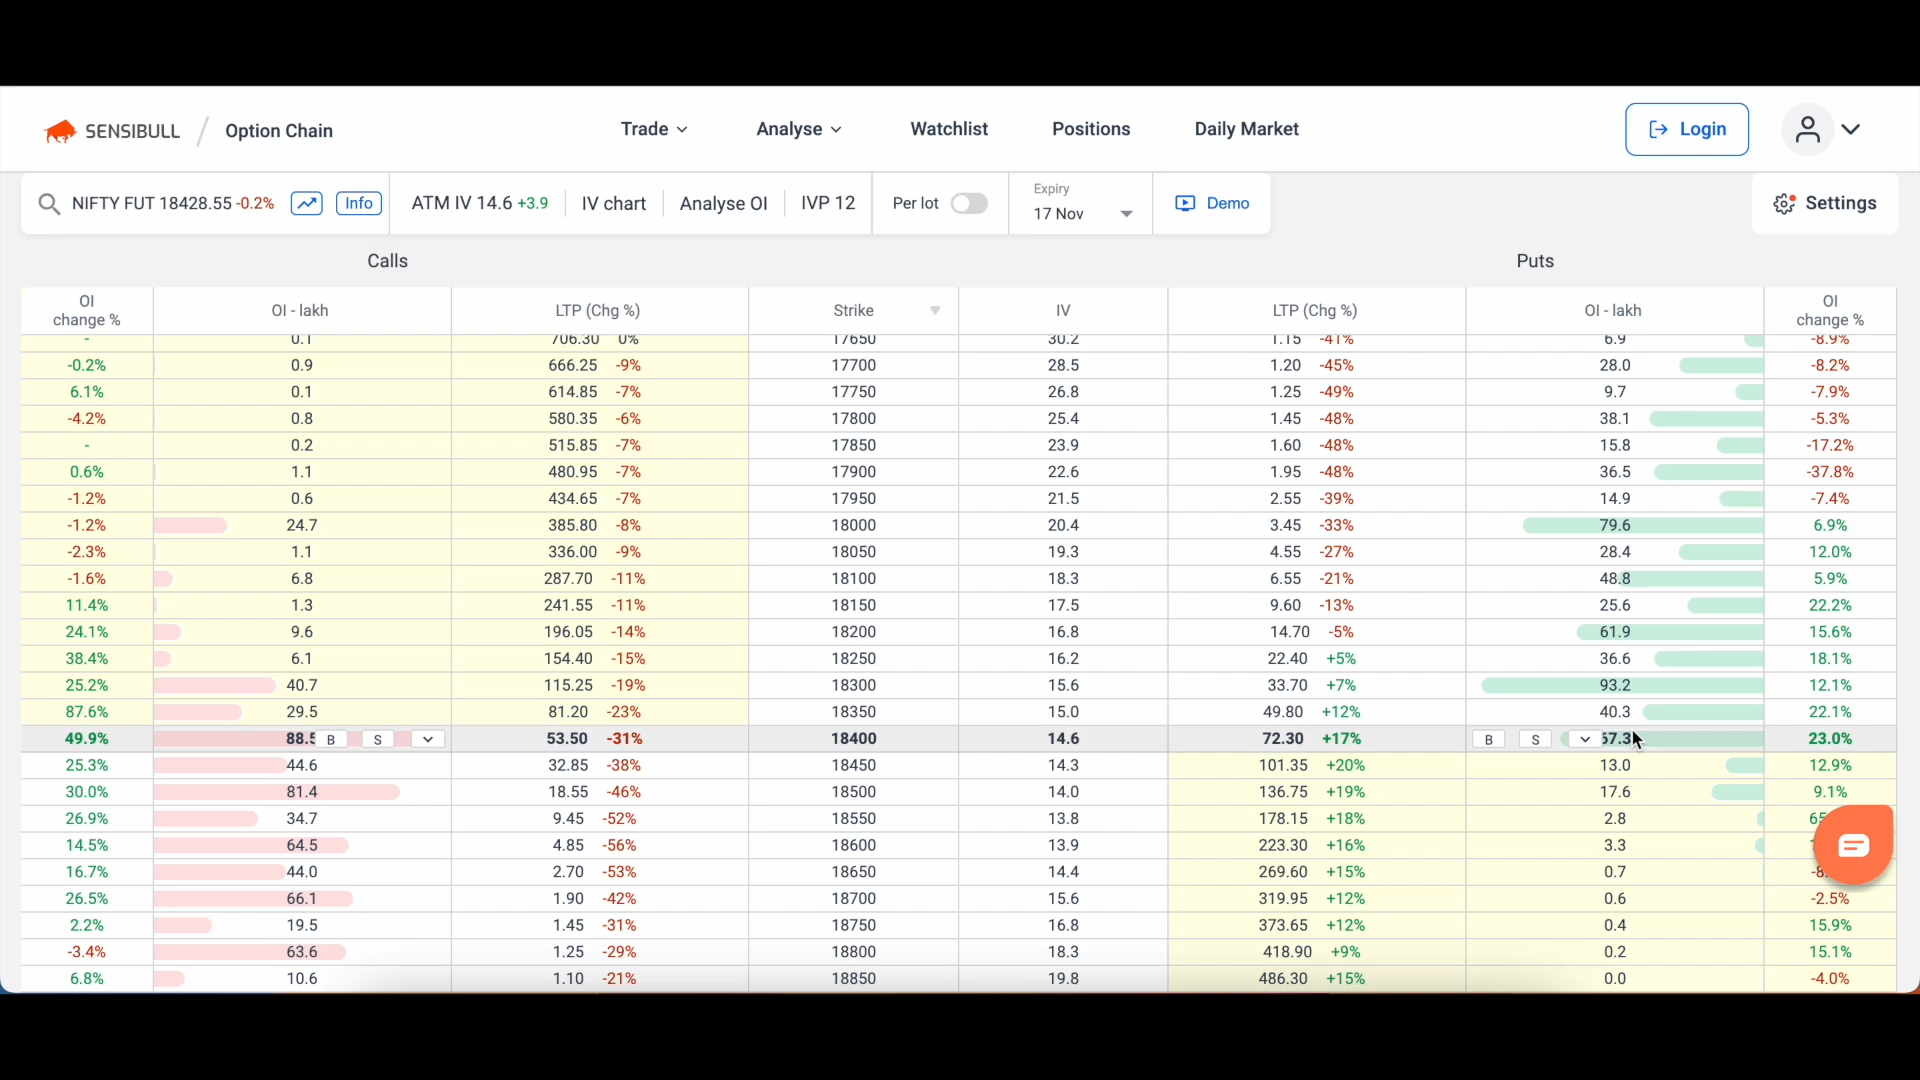 SENSIBULL / Option Chain Trade Analyse Watchlist Positions Daily Market Login
NIFTY FUT 18428.55 -0.2% Info ATM IV 14.6 +3.9 IV chart Analyse OI IVP 12 Per lot Expiry 17 Nov Demo Settings
Calls Puts
OI change % OI - lakh LTP (Chg %) Strike IV LTP (Chg %) OI - lakh OI change %
- 0.1 706.30 0% 17650 30.2 1.15 -41% 6.9 -8.9%
-0.2% 0.9 666.25 -9% 17700 28.5 1.20 -45% 28.0 -8.2%
6.1% 0.1 614.85 -7% 17750 26.8 1.25 -49% 9.7 -7.9%
-4.2% 0.8 580.35 -6% 17800 25.4 1.45 -48% 38.1 -5.3%
- 0.2 515.85 -7% 17850 23.9 1.60 -48% 15.8 -17.2%
0.6% 1.1 480.95 -7% 17900 22.6 1.95 -48% 36.5 -37.8%
-1.2% 0.6 434.65 -7% 17950 21.5 2.55 -39% 14.9 -7.4%
-1.2% 24.7 385.80 -8% 18000 20.4 3.45 -33% 79.6 6.9%
-2.3% 1.1 336.00 -9% 18050 19.3 4.55 -27% 28.4 12.0%
-1.6% 6.8 287.70 -11% 18100 18.3 6.55 -21% 48.8 5.9%
11.4% 1.3 241.55 -11% 18150 17.5 9.60 -13% 25.6 22.2%
24.1% 9.6 196.05 -14% 18200 16.8 14.70 -5% 61.9 15.6%
38.4% 6.1 154.40 -15% 18250 16.2 22.40 +5% 36.6 18.1%
25.2% 40.7 115.25 -19% 18300 15.6 33.70 +7% 93.2 12.1%
87.6% 29.5 81.20 -23% 18350 15.0 49.80 +12% 40.3 22.1%
49.9% 88.5 B S 53.50 -31% 18400 14.6 72.30 +17% B S 67.3 23.0%
25.3% 44.6 32.85 -38% 18450 14.3 101.35 +20% 13.0 12.9%
30.0% 81.4 18.55 -46% 18500 14.0 136.75 +19% 17.6 9.1%
26.9% 34.7 9.45 -52% 18550 13.8 178.15 +18% 2.8
14.5% 64.5 4.85 -56% 18600 13.9 223.30 +16% 3.3
16.7% 44.0 2.70 -53% 18650 14.4 269.60 +15% 0.7
26.5% 66.1 1.90 -42% 18700 15.6 319.95 +12% 0.6 -2.5%
2.2% 19.5 1.45 -31% 18750 16.8 373.65 +12% 0.4 15.9%
-3.4% 63.6 1.25 -29% 18800 18.3 418.90 +9% 0.2 15.1%
6.8% 10.6 1.10 -21% 18850 19.8 486.30 +15% 0.0 -4.0%